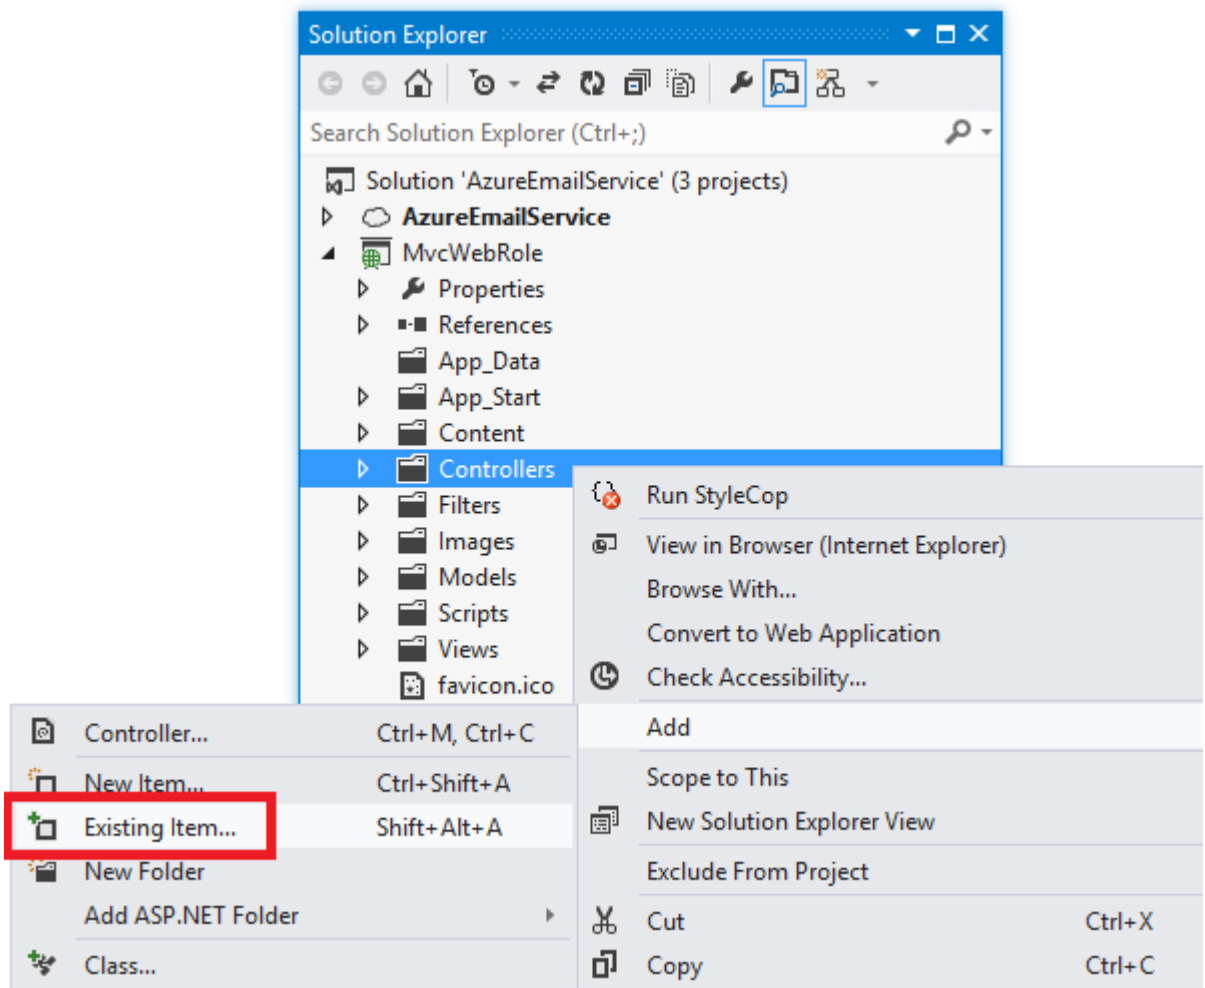 Solution Explorer
Search Solution Explorer (Ctrl+;)
Solution 'AzureEmailService' (3 projects)
AzureEmailService
MvcWebRole
Properties
References
App_Data
App_Start
Content
Controllers
Filters
Images
Models
Scripts
Views
favicon.ico
Run StyleCop
View in Browser (Internet Explorer)
Browse With...
Convert to Web Application
Check Accessibility...
Add
Scope to This
New Solution Explorer View
Exclude From Project
Cut Ctrl+X
Copy Ctrl+C
Controller... Ctrl+M, Ctrl+C
New Item... Ctrl+Shift+A
Existing Item... Shift+Alt+A
New Folder
Add ASP.NET Folder
Class...